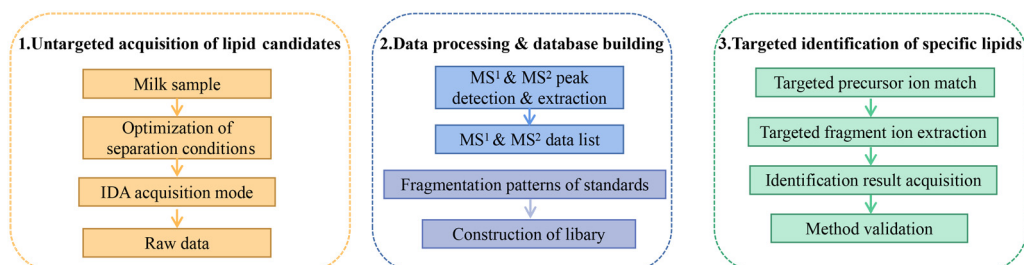 1.Untargeted acquisition of lipid candidates
Milk sample
Optimization of
separation conditions
IDA acquisition mode
Raw data
2.Data processing & database building
MS¹ & MS² peak
detection & extraction
MS¹ & MS² data list
Fragmentation patterns of standards
Construction of libary
3.Targeted identification of specific lipids
Targeted precursor ion match
Targeted fragment ion extraction
Identification result acquisition
Method validation